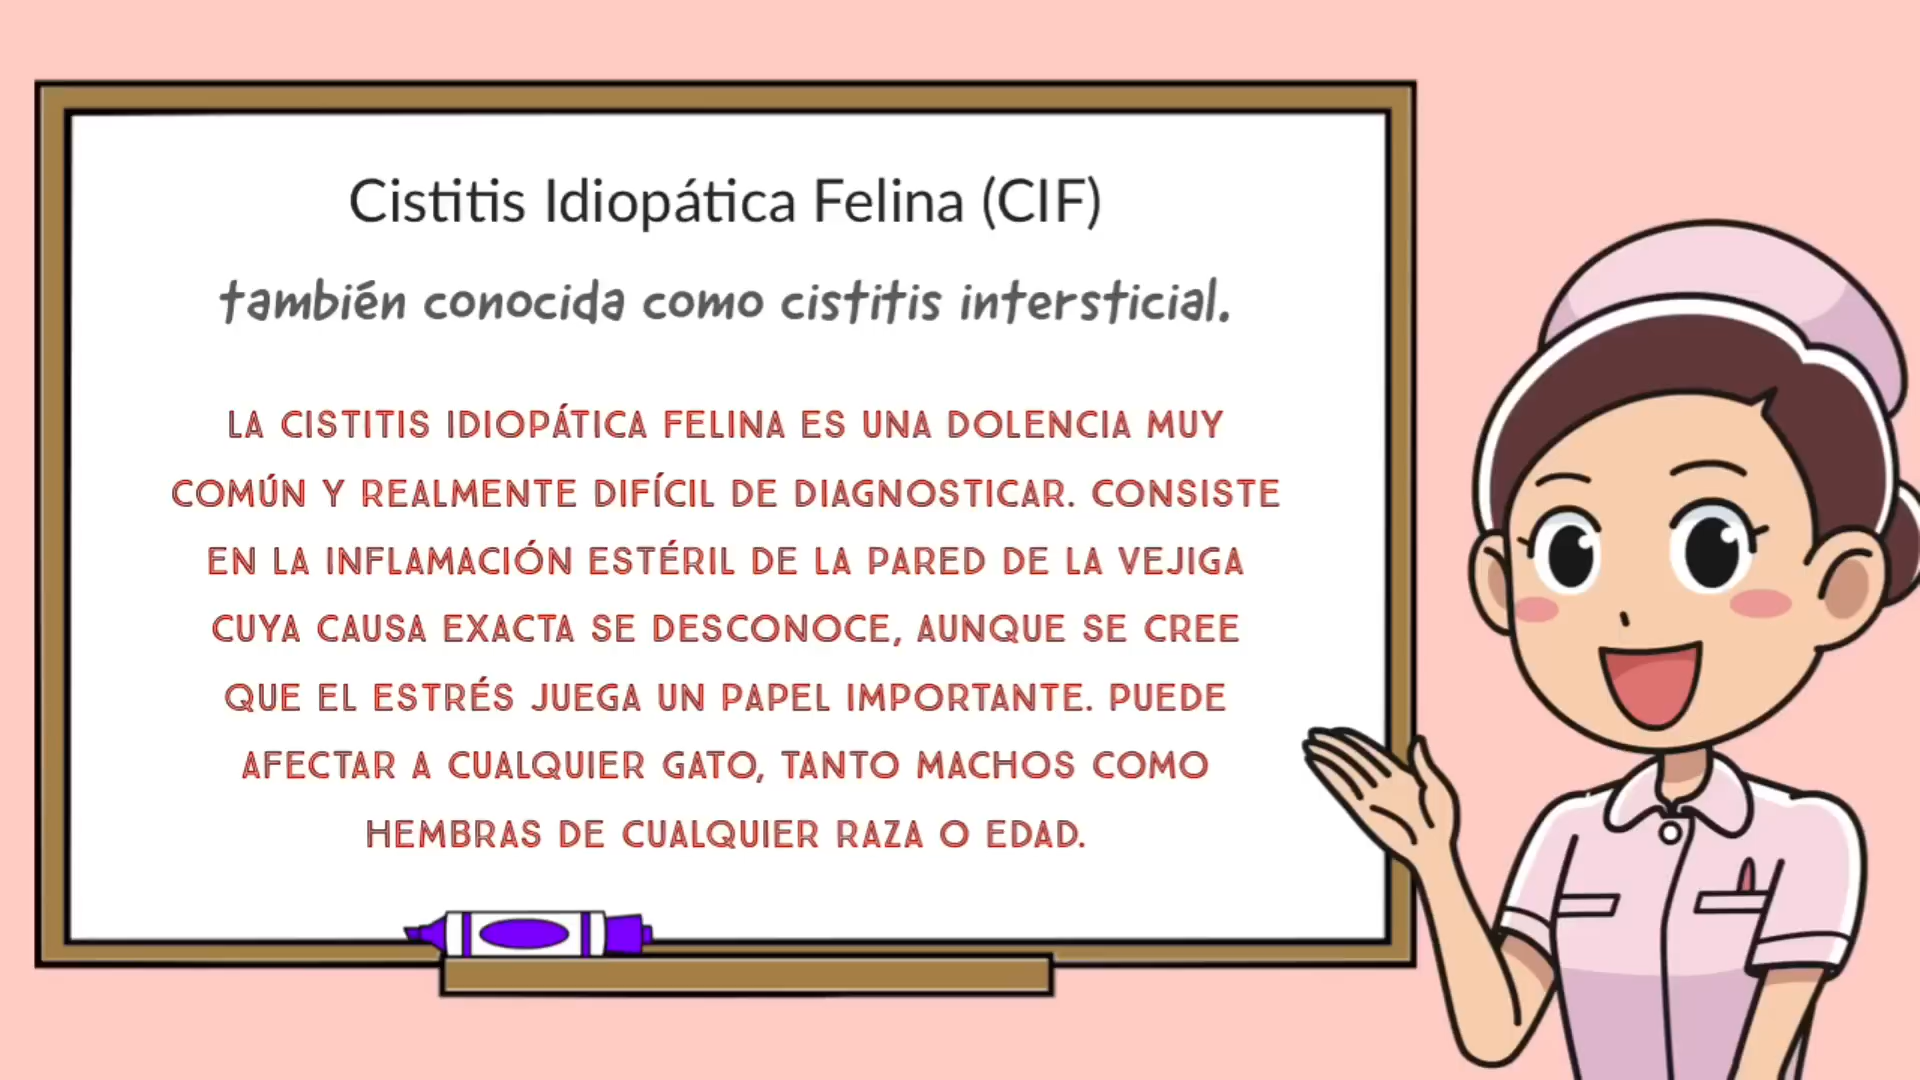 Cistitis Idiopática Felina (CIF)
también conocida como cistitis intersticial.
LA CISTITIS IDIOPÁTICA FELINA ES UNA DOLENCIA MUY
COMÚN Y REALMENTE DIFÍCIL DE DIAGNOSTICAR. CONSISTE
EN LA INFLAMACIÓN ESTÉRIL DE LA PARED DE LA VEJIGA
CUYA CAUSA EXACTA SE DESCONOCE, AUNQUE SE CREE
QUE EL ESTRÉS JUEGA UN PAPEL IMPORTANTE. PUEDE
AFECTAR A CUALQUIER GATO, TANTO MACHOS COMO
HEMBRAS DE CUALQUIER RAZA O EDAD.